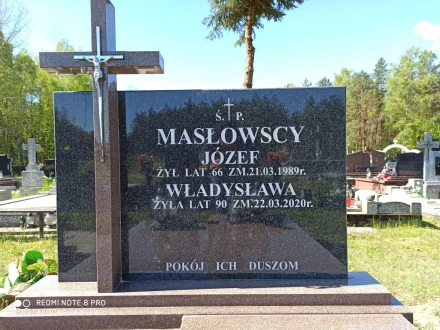 Ś. P.
MASŁOWSCY
JÓZEF
ŻYŁ LAT 66 ZM.21.03.1989r.
WŁADYSŁAWA
ŻYŁA LAT 90 ZM.22.03.2020r.
POKÓJ ICH DUSZOM
REDMI NOTE 8 PRO